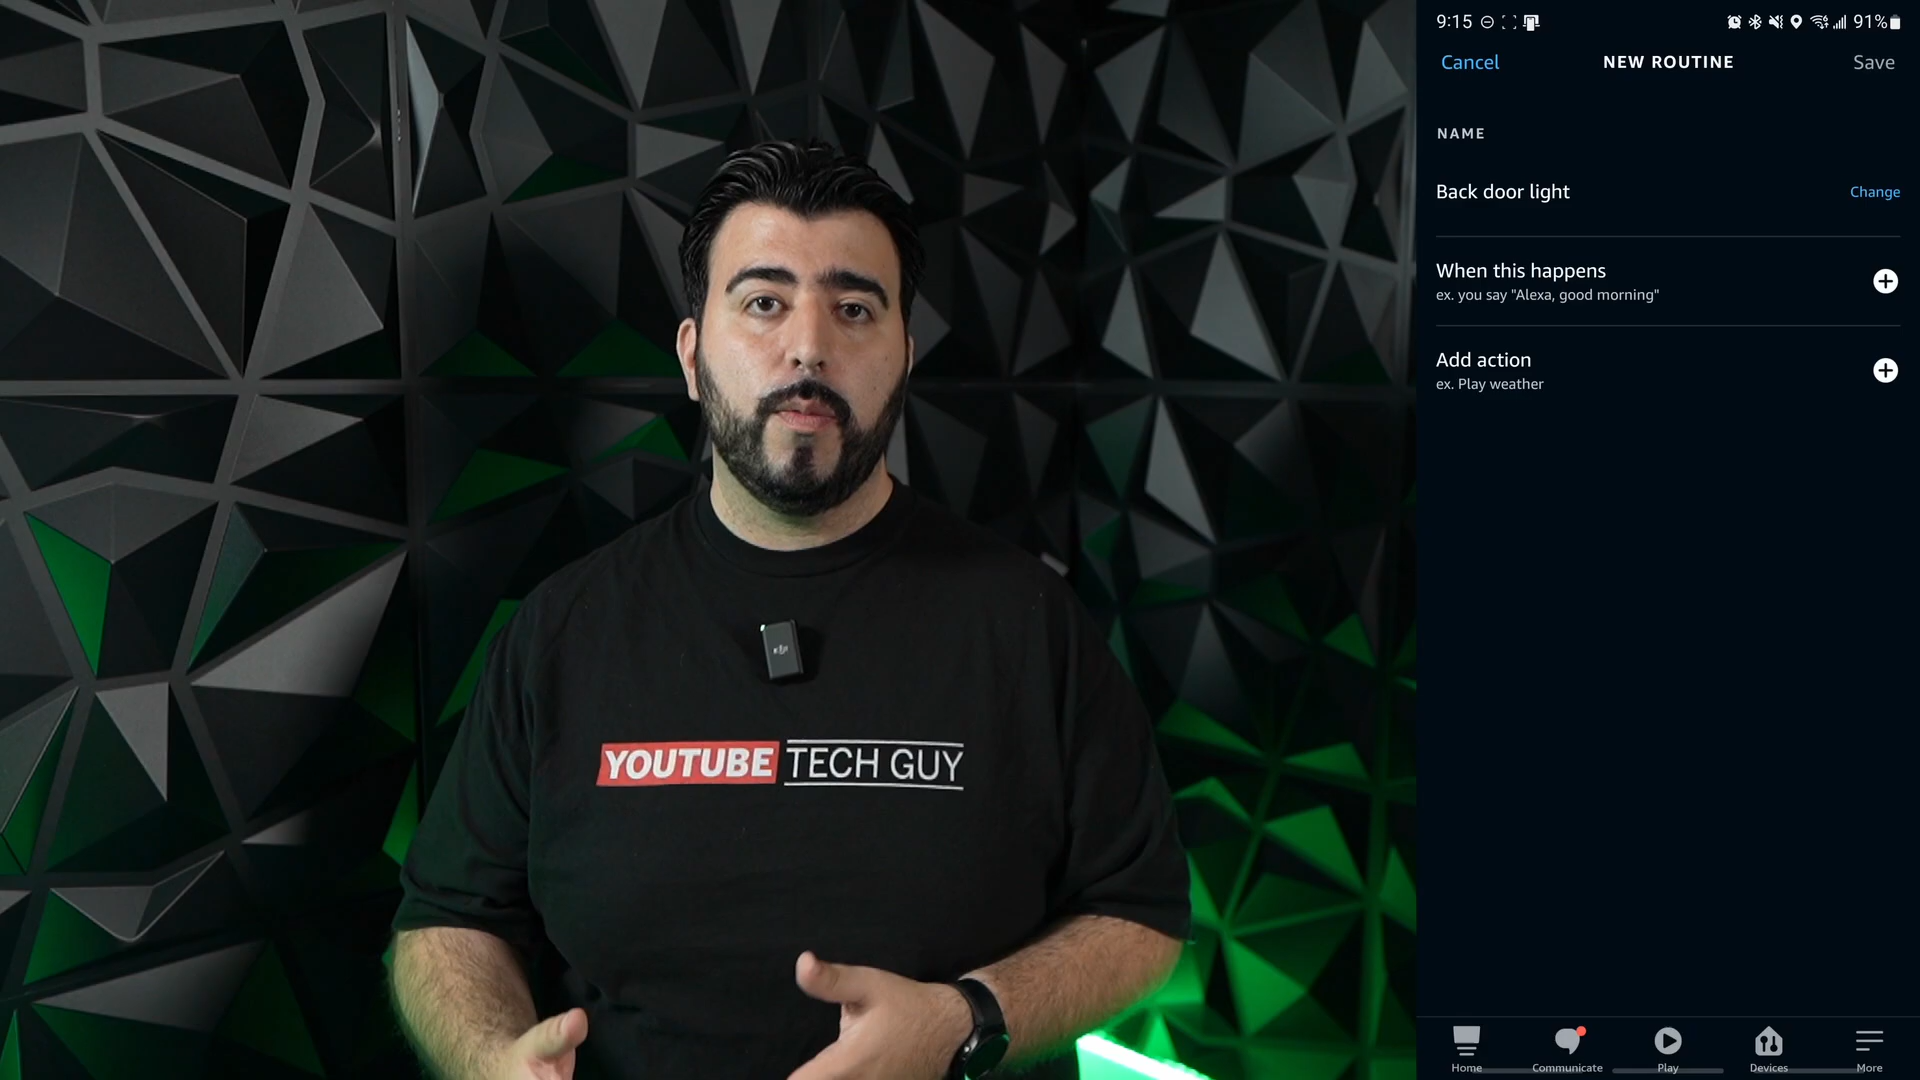 YOUTUBE TECH GUY
9:15
91%
Cancel NEW ROUTINE Save
NAME
Back door light Change
When this happens
ex. you say "Alexa, good morning"
Add action
ex. Play weather
Home Communicate Play Devices More